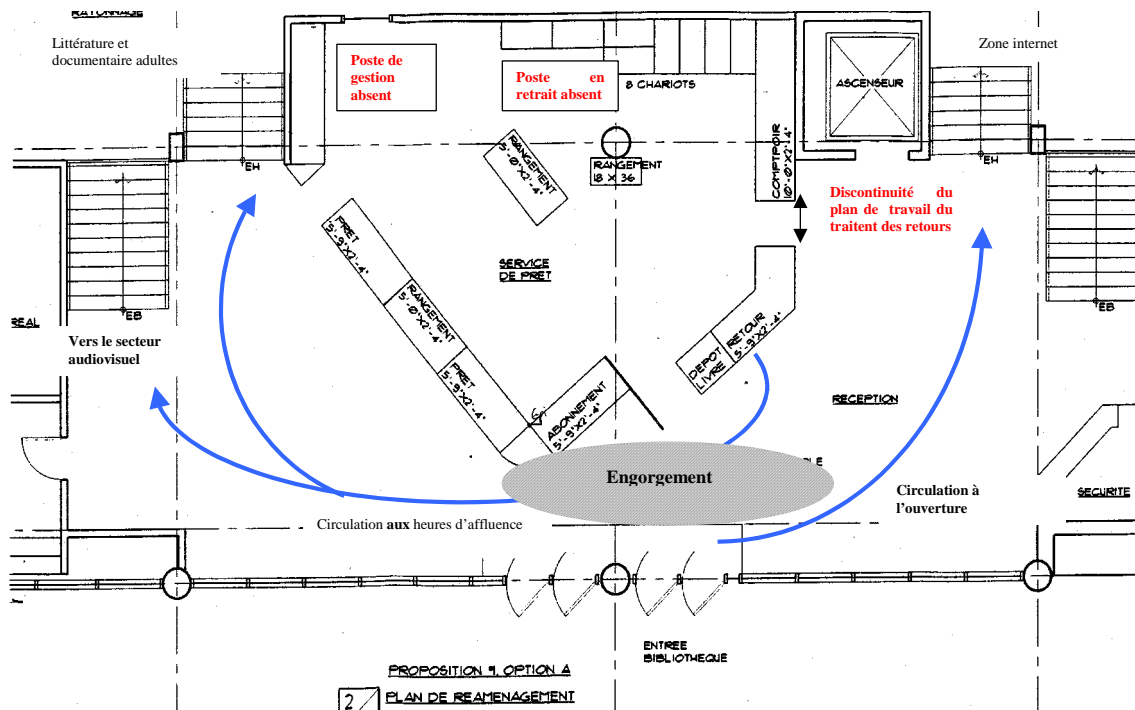 RAYONNAGE
Littérature et
documentaire adultes
Poste de
gestion
absent
Poste en
retrait absent
8 CHARIOTS
ASCENSEUR
Zone internet
EH
RANGEMENT
5'-0"X2'-4"
RANGEMENT
18 X 36
COMPTPOIR
10'-0"X2'-4"
EH
Discontinuité du
plan de travail du
traitent des retours
PRET
5'-9"X2'-4"
SERVICE
DE PRET
RANGEMENT
5'-0"X2'-4"
EB
EB
REAL
Vers le secteur
audiovisuel
PRET
5'-9"X2'-4"
DEPOT
LIVRE
RETOUR
5'-9"X2'-4"
ABONNEMENT
5'-9"X2'-4"
RECEPTION
Engorgement
LE
Circulation à
l'ouverture
SECURITE
Circulation aux heures d'affluence
ENTREE
BIBLIOTHEQUE
PROPOSITION 9, OPTION A
2 PLAN DE REAMENAGEMENT